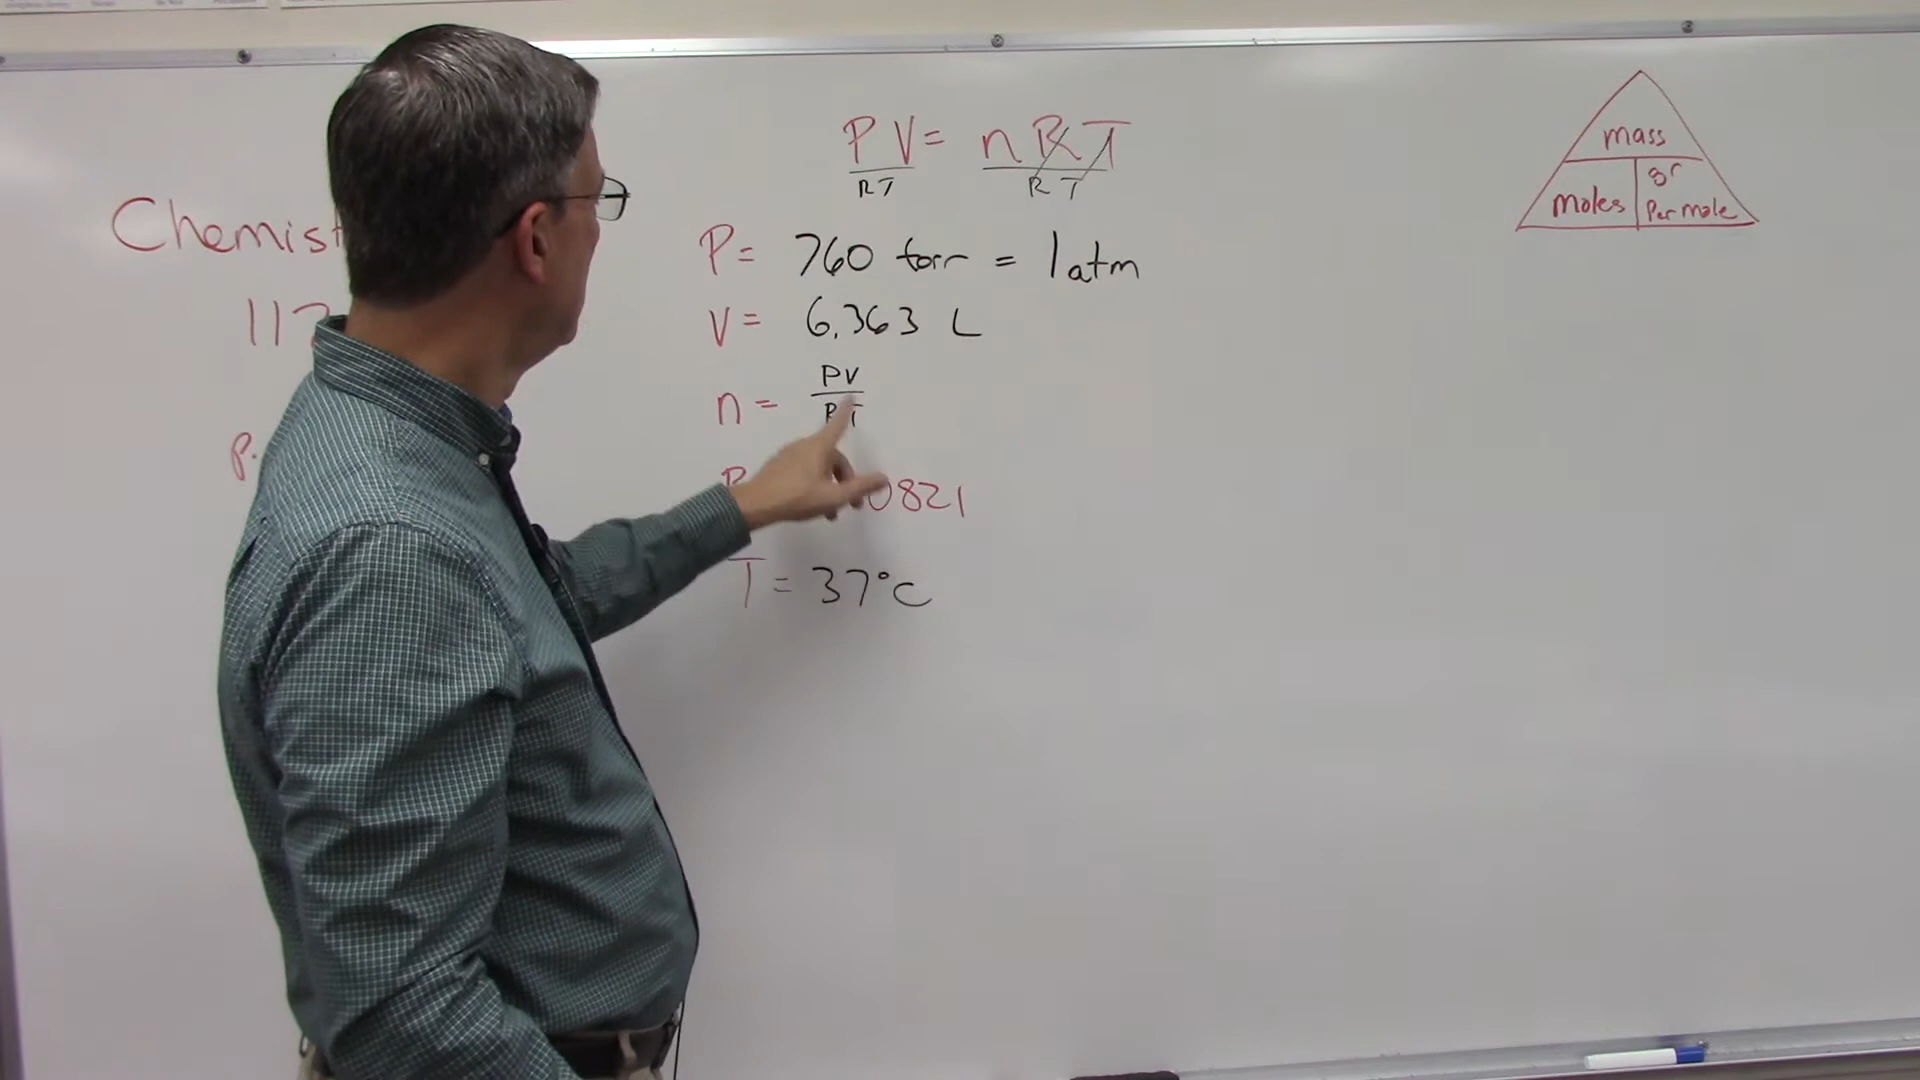 PV = nRT
RT RT
P = 760 torr = 1 atm
V = 6.363 L
n = PV
RT
0821
T = 37°C
Chemist
117
P.
mass
moles
gr
Per mole